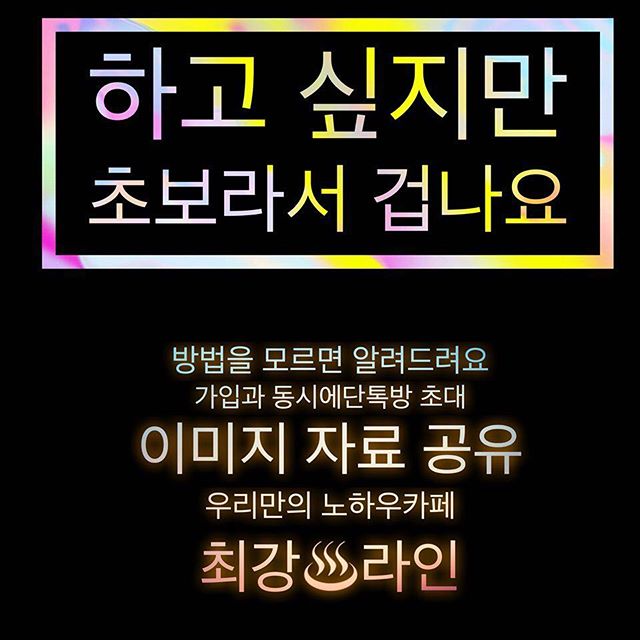 하고 싶지만
초보라서 겁나요
방법을 모르면 알려드려요
가입과 동시에단톡방 초대
이미지 자료 공유
우리만의 노하우카페
최강♨라인